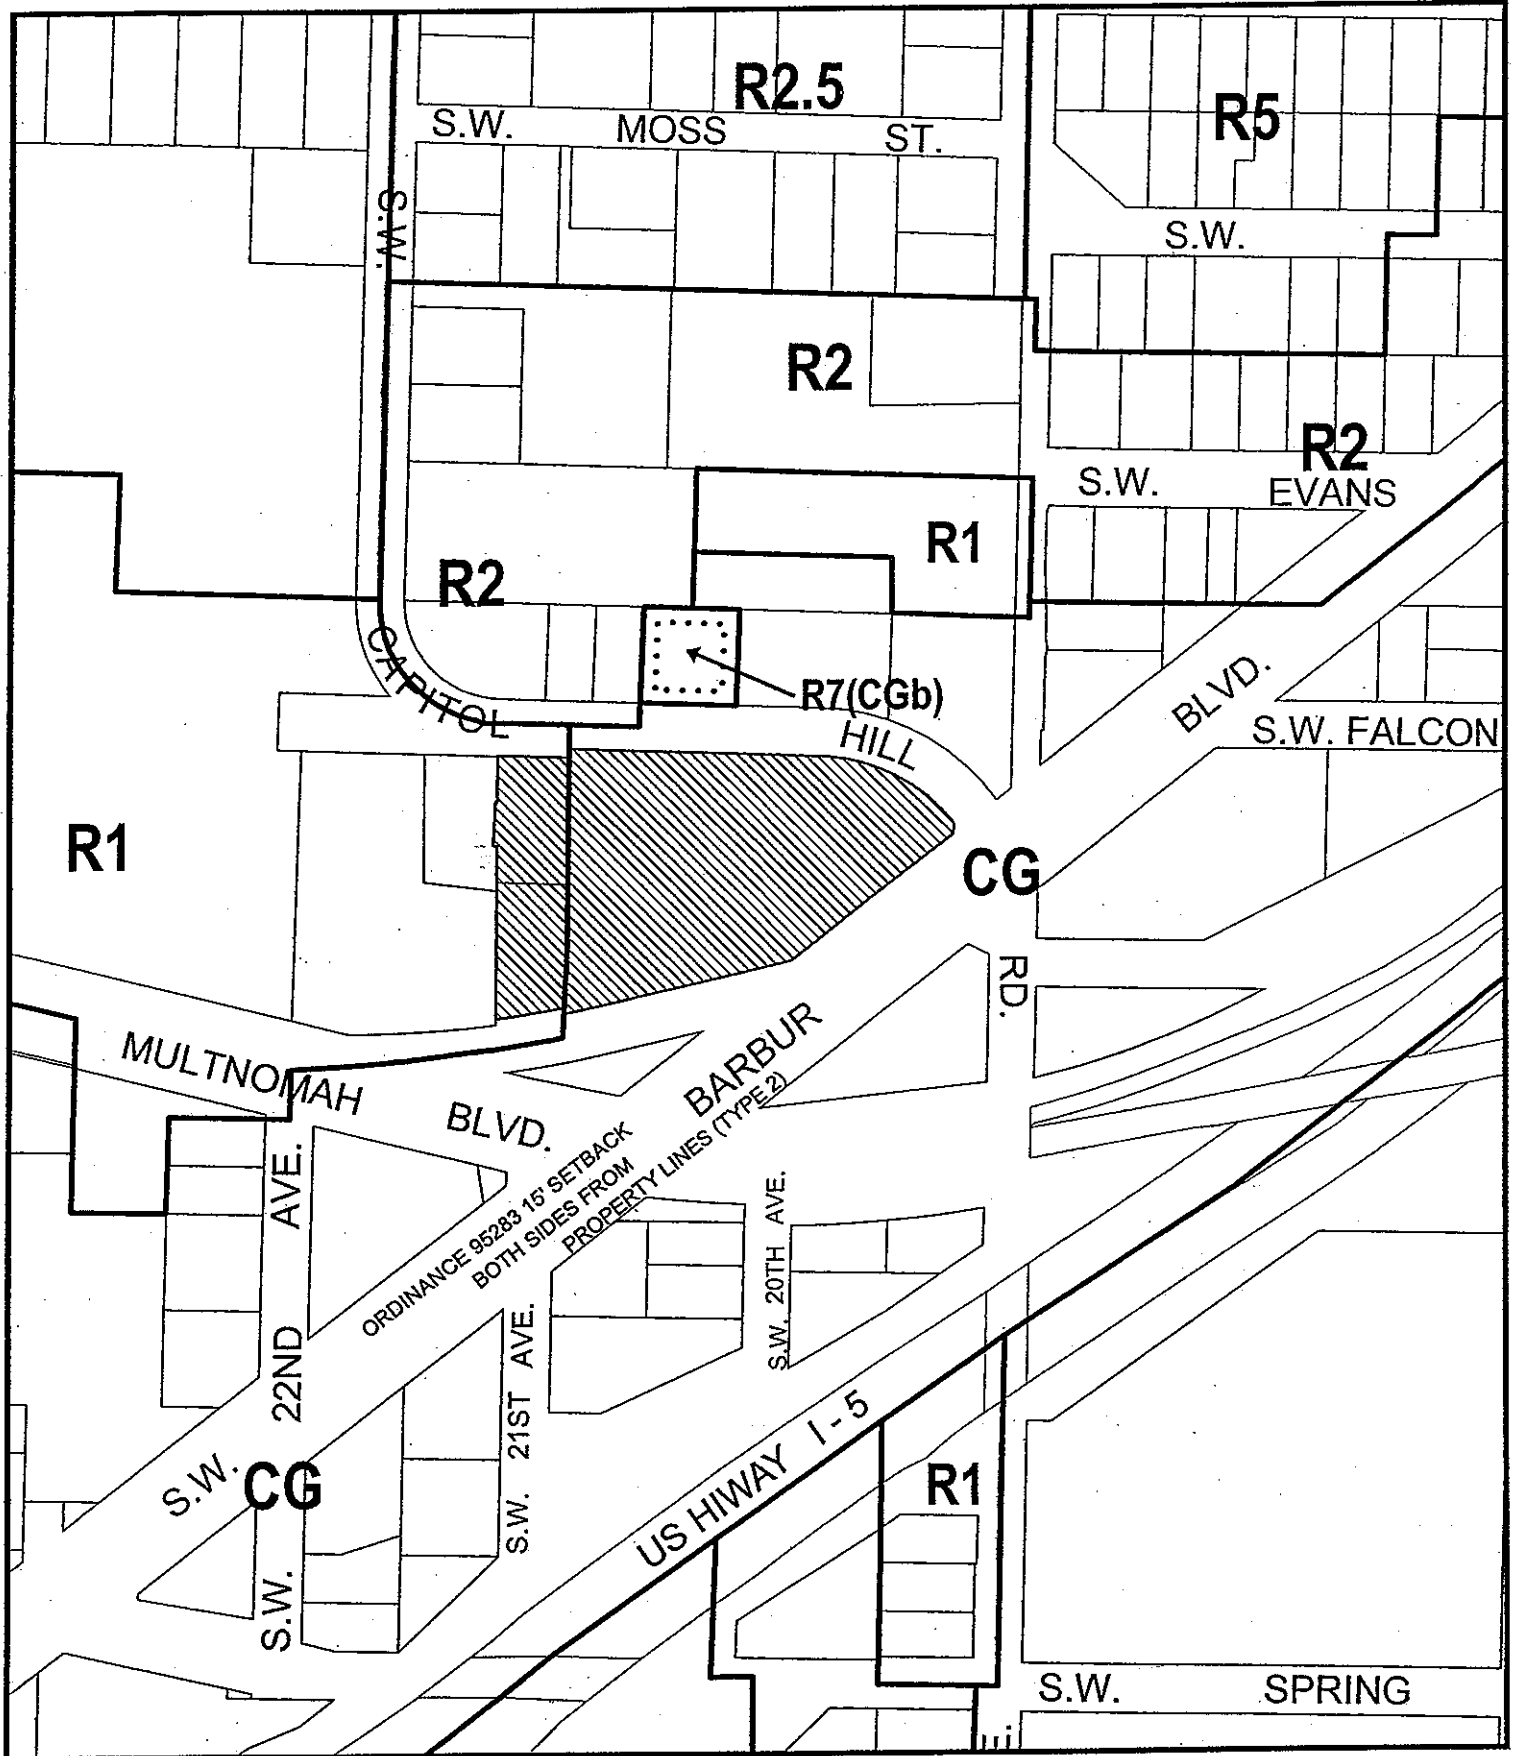 R2.5
R5
S.W. MOSS ST.
S.W.
S.W.
R2
R2
S.W. EVANS
R1
R2
CAPITOL
R7(CGb)
HILL
BLVD.
S.W. FALCON
R1
CG
RD.
MULTNOMAH
BLVD.
BARBUR
ORDINANCE 95283 15' SETBACK
BOTH SIDES FROM
PROPERTY LINES (TYPE 2)
S.W. 22ND AVE.
S.W. 21ST AVE.
S.W. 20TH AVE.
S.W.
CG
US HIWAY I - 5
R1
S.W. SPRING